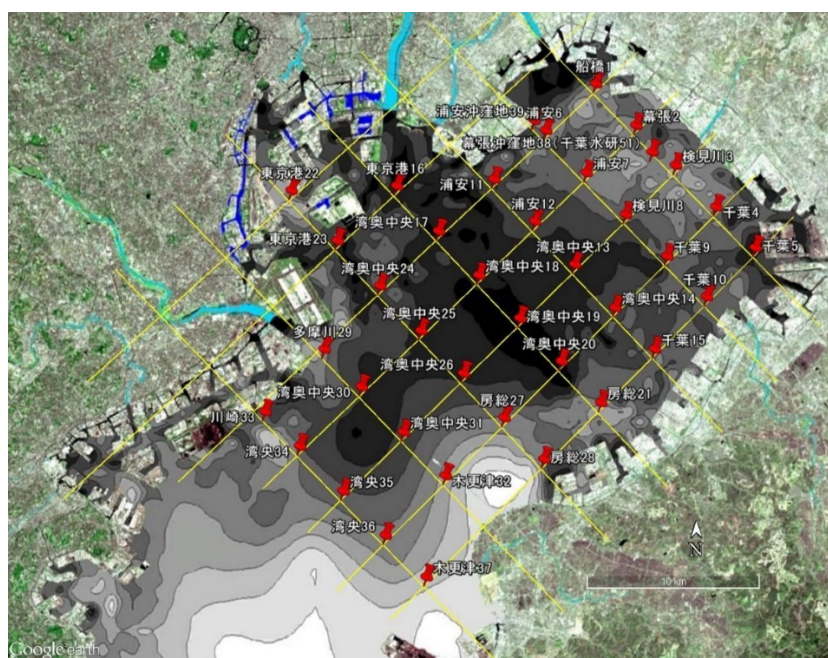 船橋1
浦安沖窪地39
浦安6
幕張2
幕張沖窪地38(千葉水研51)
検見川3
東京港22
東京港16
浦安11
浦安7
東京港23
湾奥中央17
浦安12
検見川8
千葉4
湾奥中央24
湾奥中央18
湾奥中央13
千葉9
千葉5
湾奥中央25
湾奥中央19
湾奥中央14
千葉10
多摩川29
湾奥中央26
湾奥中央20
千葉15
湾奥中央30
川崎33
湾奥中央31
房総27
房総21
湾央34
湾央35
木更津32
房総28
湾央36
木更津37
N
10 km
Google earth